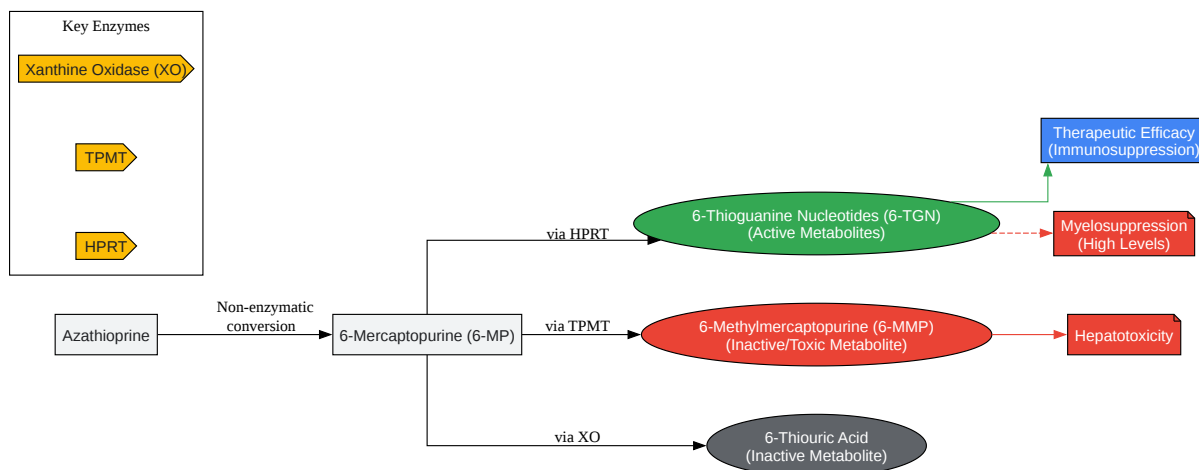 Key Enzymes
Xanthine Oxidase (XO)
TPMT
HPRT
Azathioprine
Non-enzymatic
conversion
6-Mercaptopurine (6-MP)
via HPRT
6-Thioguanine Nucleotides (6-TGN)
(Active Metabolites)
Therapeutic Efficacy
(Immunosuppression)
Myelosuppression
(High Levels)
via TPMT
6-Methylmercaptopurine (6-MMP)
(Inactive/Toxic Metabolite)
Hepatotoxicity
via XO
6-Thiouric Acid
(Inactive Metabolite)